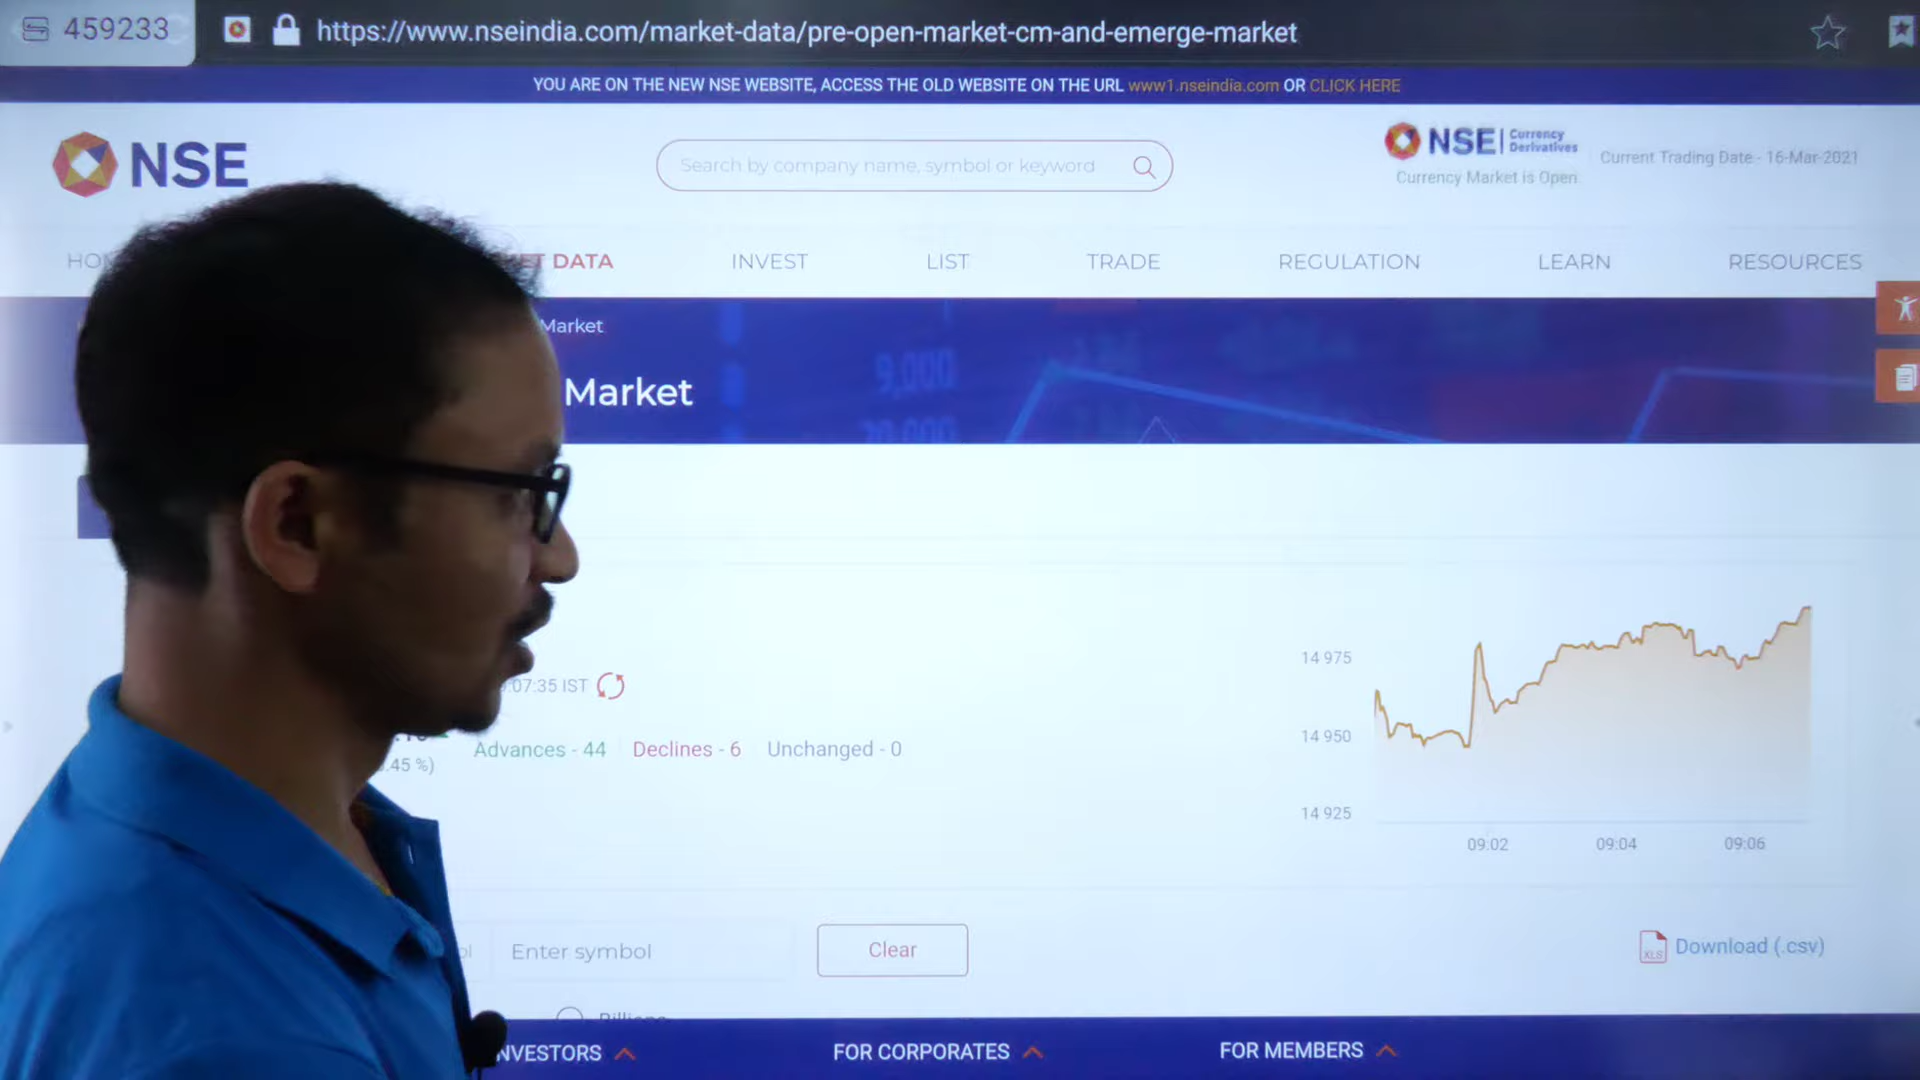 459233
https://www.nseindia.com/market-data/pre-open-market-cm-and-emerge-market
YOU ARE ON THE NEW NSE WEBSITE, ACCESS THE OLD WEBSITE ON THE URL www1.nseindia.com OR CLICK HERE
NSE
Search by company name, symbol or keyword
NSE Currency Derivatives
Currency Market is Open
Current Trading Date - 16-Mar-2021
DATA INVEST LIST TRADE REGULATION LEARN RESOURCES
Market
9,000
Market
:07:35 IST
Advances - 44 Declines - 6 Unchanged - 0
.45 %)
14 975
14 950
14 925
09:02 09:04 09:06
Enter symbol
Clear
XLS Download (.csv)
NVESTORS FOR CORPORATES FOR MEMBERS